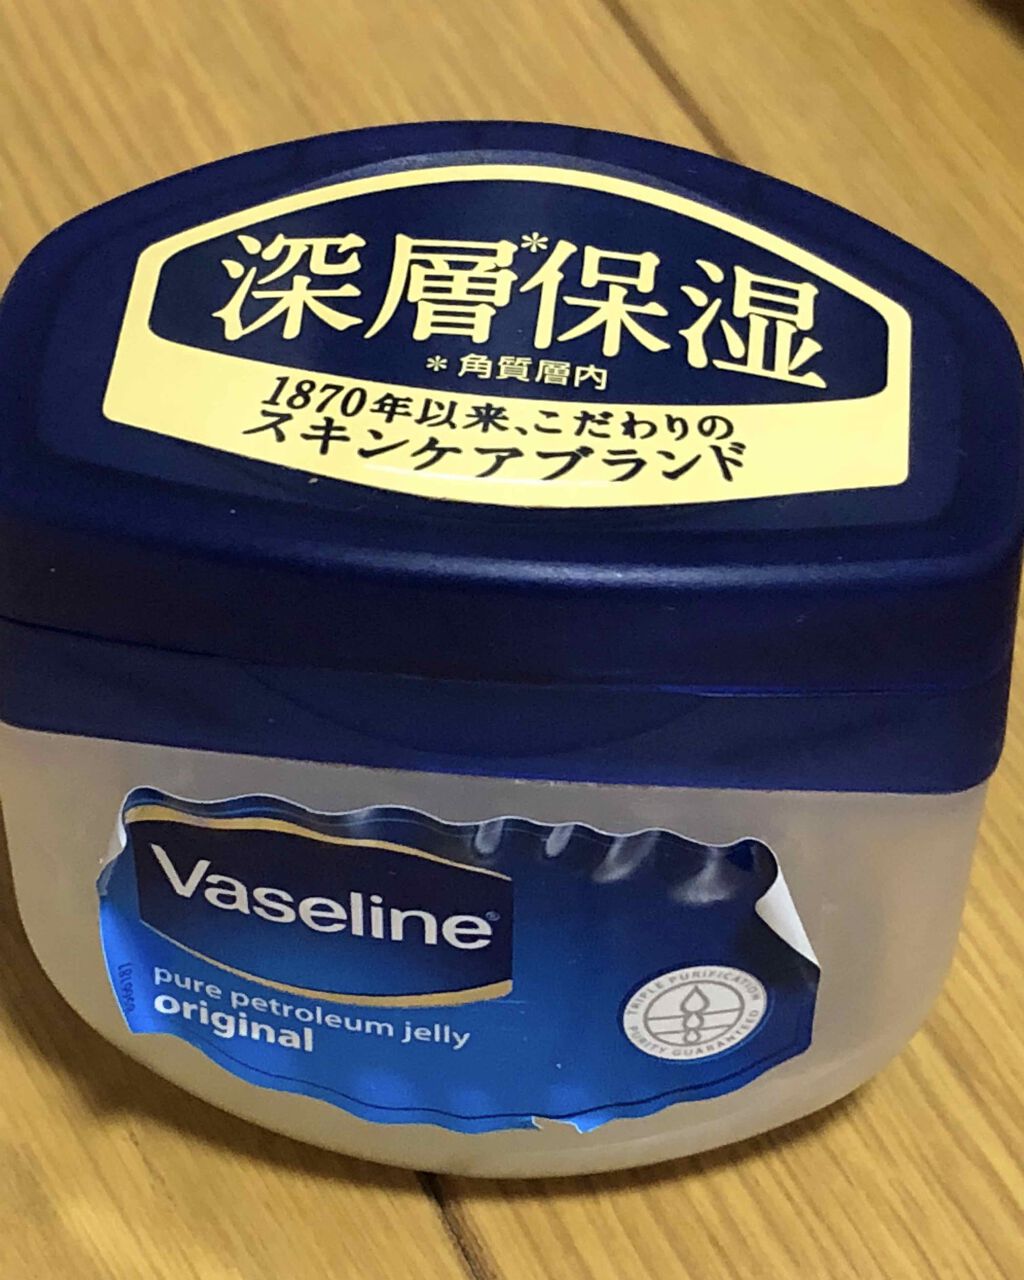 深層*保湿
* 角質層内
1870年以来、こだわりの
スキンケアブランド
Vaseline®
pure petroleum jelly
original
TRIPLE PURIFICATION
PURITY GUARANTEED